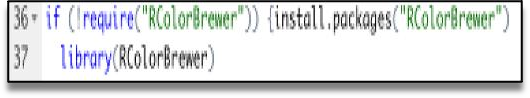 36 if (!require("RColorBrewer")) {install.packages("RColorBrewer")
37 library(RColorBrewer)